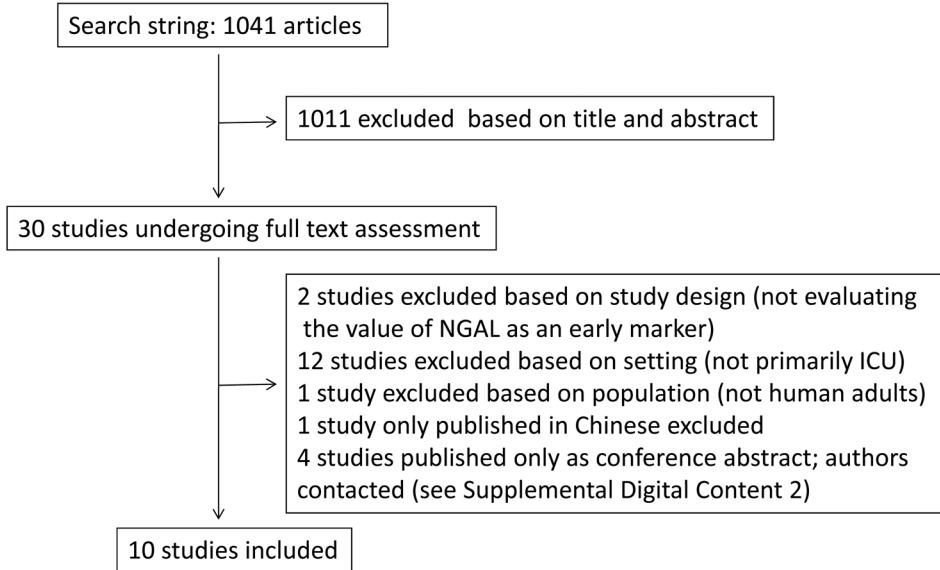 Search string: 1041 articles
1011 excluded based on title and abstract
30 studies undergoing full text assessment
2 studies excluded based on study design (not evaluating
the value of NGAL as an early marker)
12 studies excluded based on setting (not primarily ICU)
1 study excluded based on population (not human adults)
1 study only published in Chinese excluded
4 studies published only as conference abstract; authors
contacted (see Supplemental Digital Content 2)
10 studies included